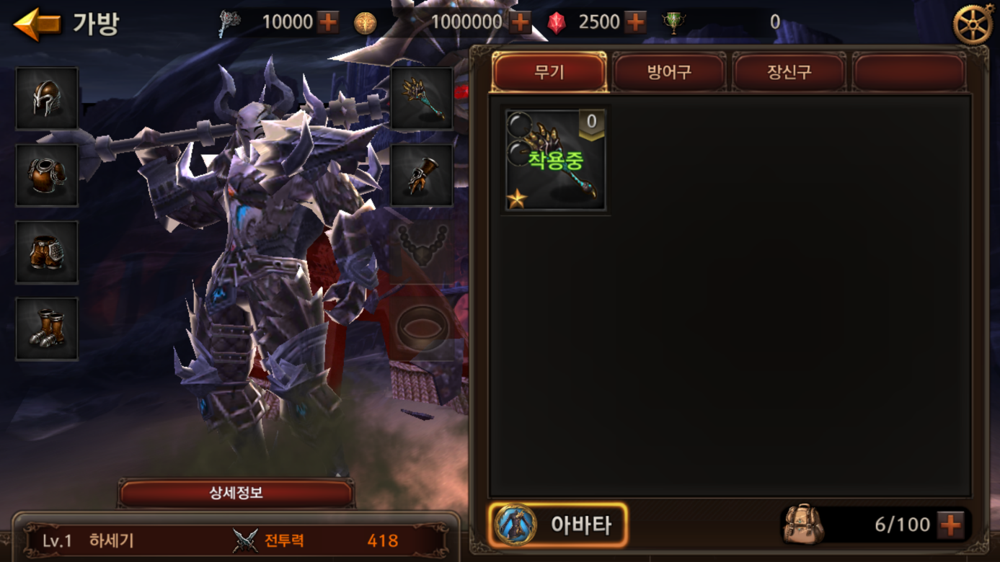 가방
10000
1000000
2500
0
무기
방어구
장신구
0
착용중
상세정보
Lv.1 하세기
전투력 418
아바타
6/100